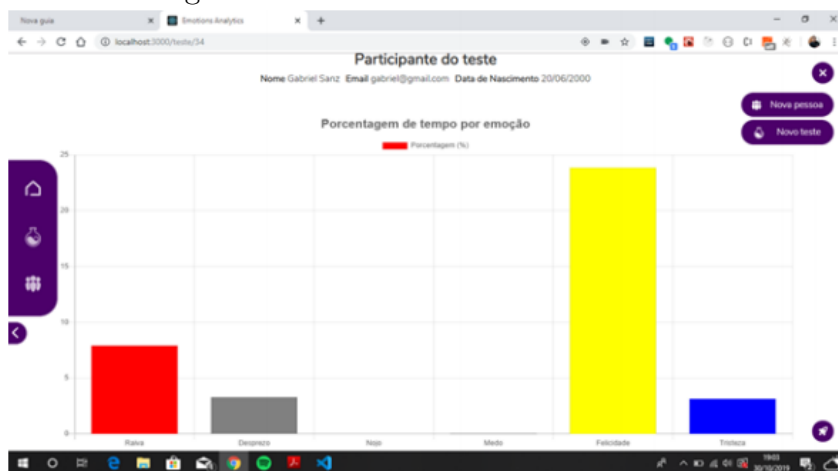 Nova guia
Emotions Analytics
localhost:3000/teste/34
Participante do teste
Nome Gabriel Sanz Email gabriel@gmail.com Data de Nascimento 20/06/2000
Nova pessoa
Novo teste
Porcentagem de tempo por emoção
Porcentagem (%)
25
20
15
10
5
0
Raiva
Desprezo
Nojo
Medo
Felicidade
Tristeza
19:03
30/10/2019